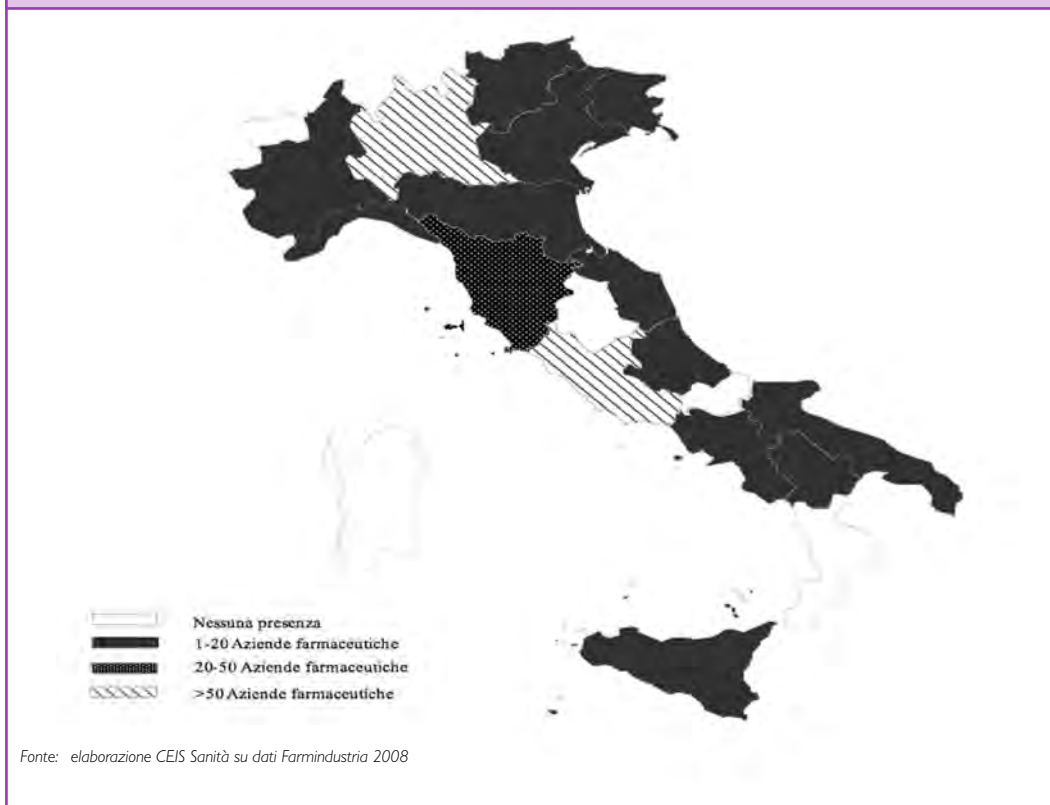 Nessuna presenza
1-20 Aziende farmaceutiche
20-50 Aziende farmaceutiche
>50 Aziende farmaceutiche
Fonte: elaborazione CEIS Sanità su dati Farmindustria 2008